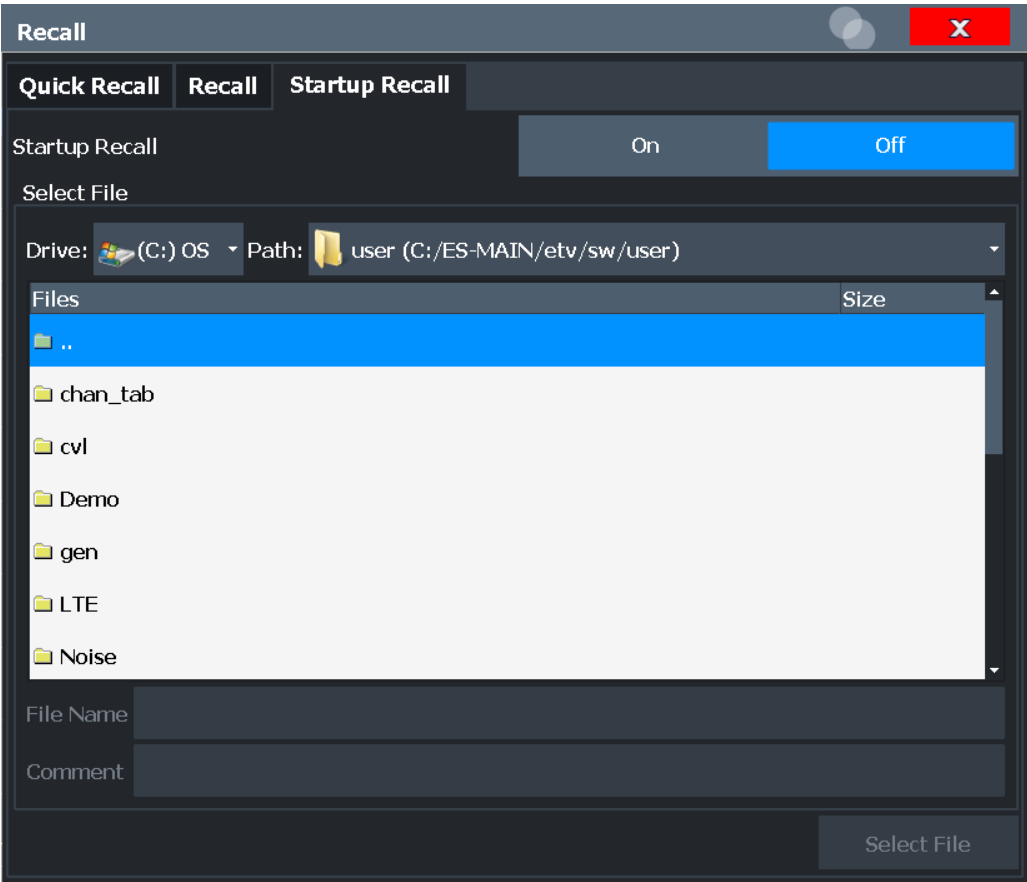 Recall X
Quick Recall Recall Startup Recall
Startup Recall On Off
Select File
Drive: (C:) OS Path: user (C:/ES-MAIN/etv/sw/user)
Files Size
..
chan_tab
cvl
Demo
gen
LTE
Noise
File Name
Comment
Select File